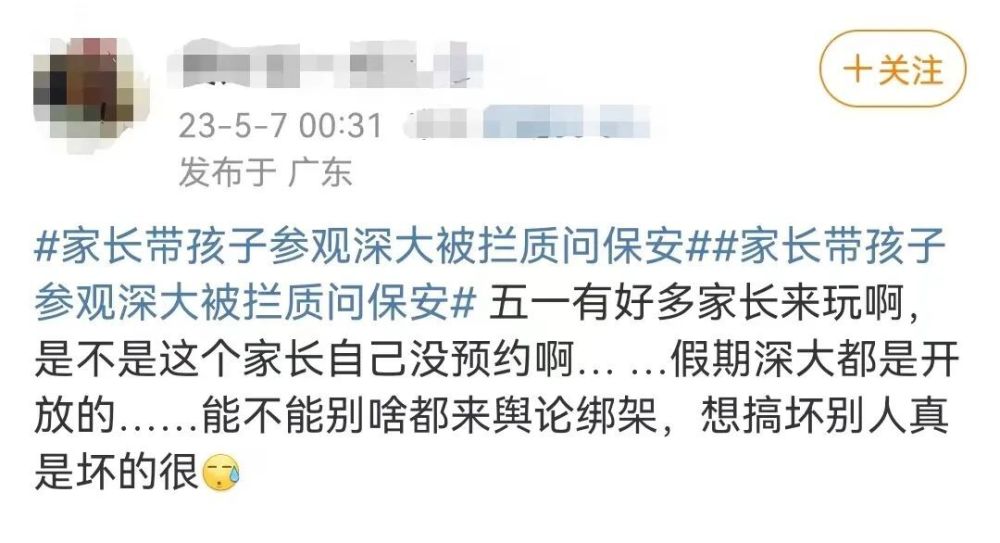 +关注
23-5-7 00:31
发布于 广东
#家长带孩子参观深大被拦质问保安##家长带孩子
参观深大被拦质问保安# 五一有好多家长来玩啊，
是不是这个家长自己没预约啊... ...假期深大都是开
放的......能不能别啥都来舆论绑架，想搞坏别人真
是坏的很